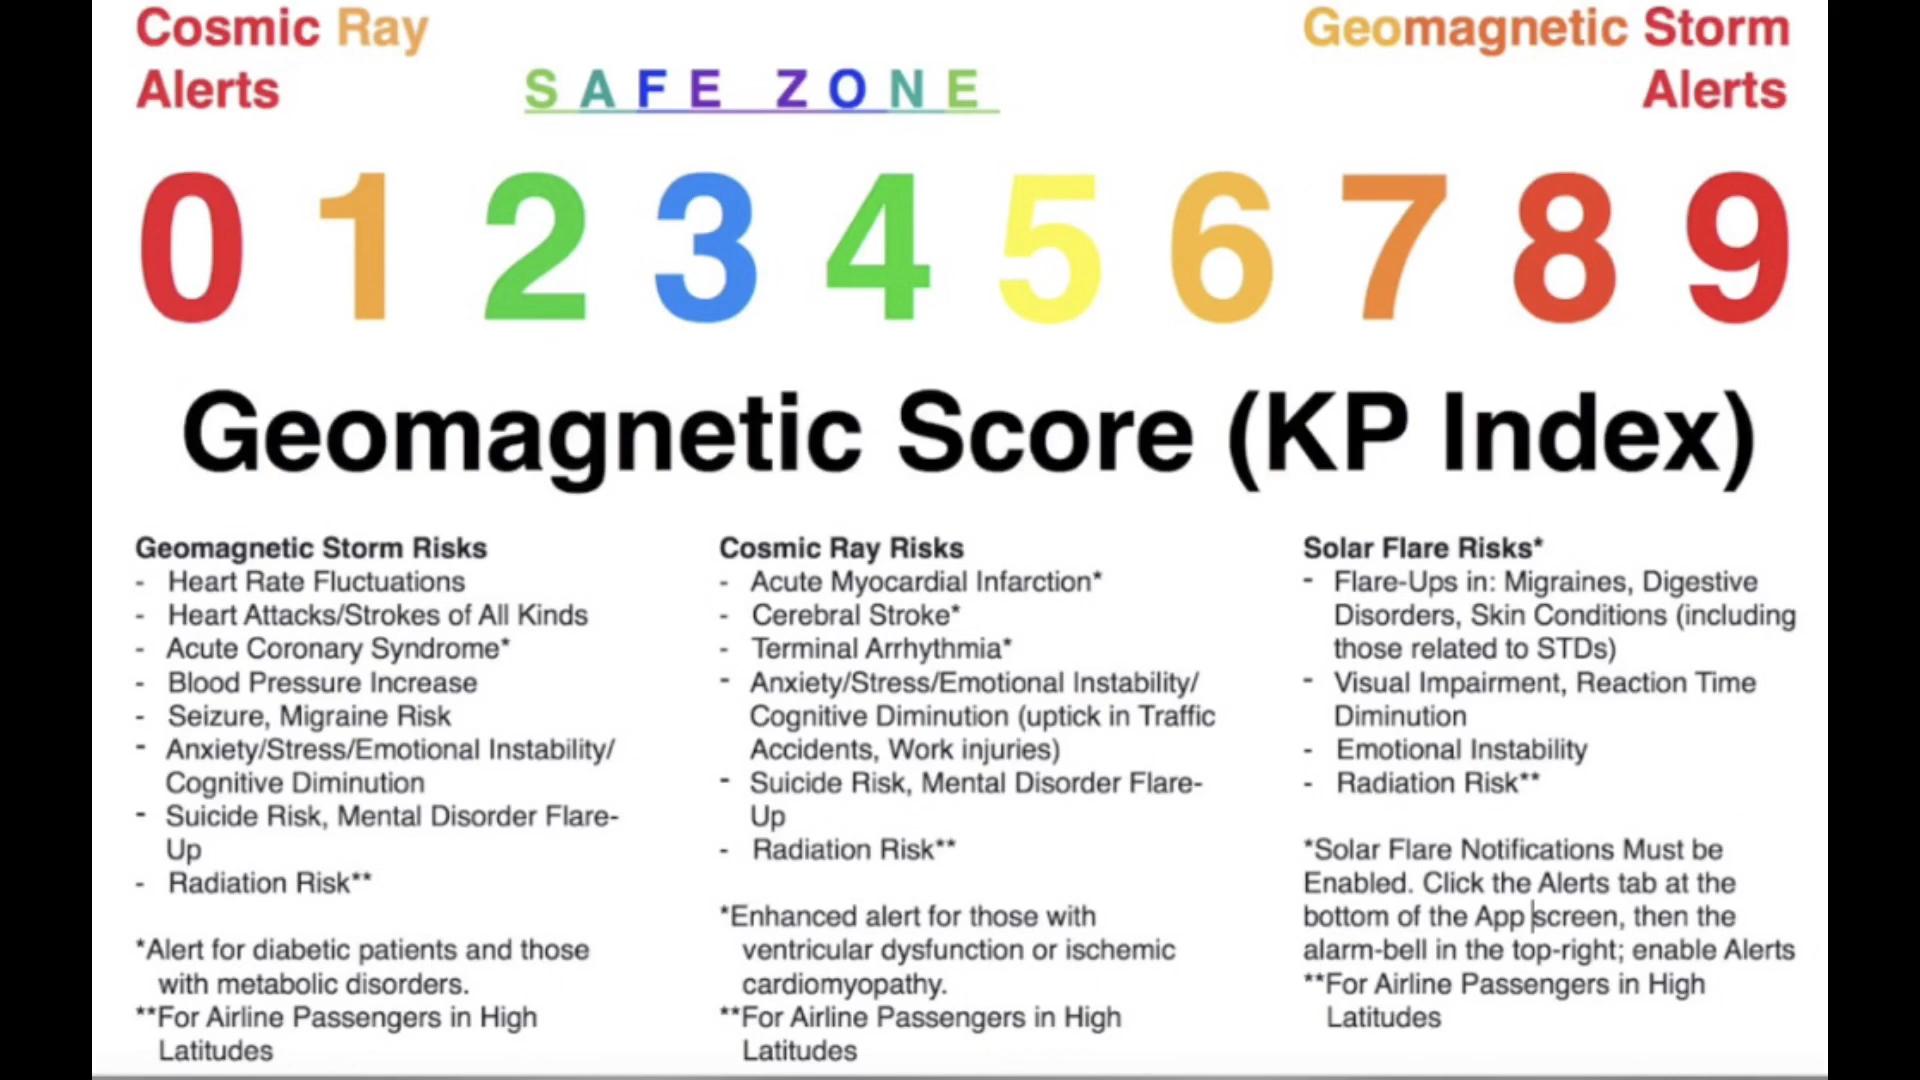 Cosmic Ray
Alerts
SAFE ZONE
Geomagnetic Storm
Alerts
0 1 2 3 4 5 6 7 8 9
Geomagnetic Score (KP Index)
Geomagnetic Storm Risks
- Heart Rate Fluctuations
- Heart Attacks/Strokes of All Kinds
- Acute Coronary Syndrome*
- Blood Pressure Increase
- Seizure, Migraine Risk
- Anxiety/Stress/Emotional Instability/
Cognitive Diminution
- Suicide Risk, Mental Disorder Flare-
Up
- Radiation Risk**
*Alert for diabetic patients and those
with metabolic disorders.
**For Airline Passengers in High
Latitudes
Cosmic Ray Risks
- Acute Myocardial Infarction*
- Cerebral Stroke*
- Terminal Arrhythmia*
- Anxiety/Stress/Emotional Instability/
Cognitive Diminution (uptick in Traffic
Accidents, Work injuries)
- Suicide Risk, Mental Disorder Flare-
Up
- Radiation Risk**
*Enhanced alert for those with
ventricular dysfunction or ischemic
cardiomyopathy.
**For Airline Passengers in High
Latitudes
Solar Flare Risks*
- Flare-Ups in: Migraines, Digestive
Disorders, Skin Conditions (including
those related to STDs)
- Visual Impairment, Reaction Time
Diminution
- Emotional Instability
- Radiation Risk**
*Solar Flare Notifications Must be
Enabled. Click the Alerts tab at the
bottom of the App screen, then the
alarm-bell in the top-right; enable Alerts
**For Airline Passengers in High
Latitudes